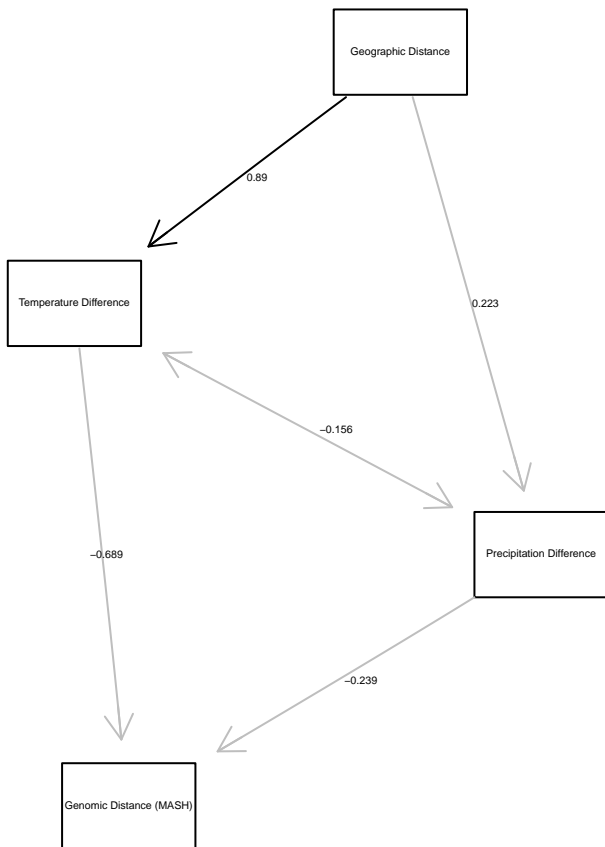 Geographic Distance
0.89
Temperature Difference
0.223
−0.156
Precipitation Difference
−0.689
−0.239
Genomic Distance (MASH)